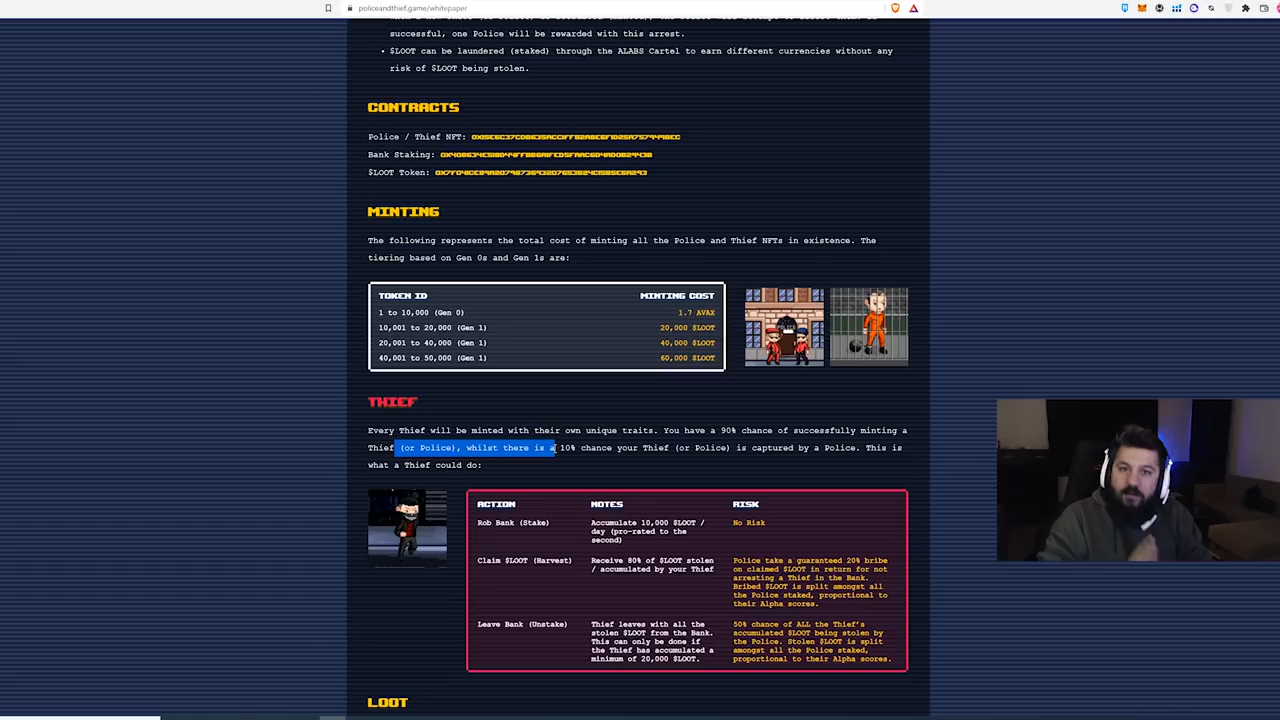 policeandthief.game/whitepaper
successful, one Police will be rewarded with this arrest.
• $LOOT can be laundered (staked) through the ALABS Cartel to earn different currencies without any
risk of $LOOT being stolen.
CONTRACTS
Police / Thief NFT:
Bank Staking:
$LOOT Token:
MINTING
The following represents the total cost of minting all the Police and Thief NFTs in existence. The
tiering based on Gen 0s and Gen 1s are:
TOKEN ID MINTING COST
1 to 10,000 (Gen 0) 1.7 AVAX
10,001 to 20,000 (Gen 1) 20,000 $LOOT
20,001 to 40,000 (Gen 1) 40,000 $LOOT
40,001 to 50,000 (Gen 1) 60,000 $LOOT
POLICE
THIEF
Every Thief will be minted with their own unique traits. You have a 90% chance of successfully minting a
Thief (or Police), whilst there is a 10% chance your Thief (or Police) is captured by a Police. This is
what a Thief could do:
ACTION NOTES RISK
Rob Bank (Stake) Accumulate 10,000 $LOOT / No Risk
day (pro-rated to the
second)
Claim $LOOT (Harvest) Receive 80% of $LOOT stolen Police take a guaranteed 20% bribe
/ accumulated by your Thief on claimed $LOOT in return for not
arresting a Thief in the Bank.
Bribed $LOOT is split amongst all
the Police staked, proportional to
their Alpha scores.
Leave Bank (Unstake) Thief leaves with all the 50% chance of ALL the Thief's
stolen $LOOT from the Bank. accumulated $LOOT being stolen by
This can only be done if the Police. Stolen $LOOT is split
the Thief has accumulated a amongst all the Police staked,
minimum of 20,000 $LOOT. proportional to their Alpha scores.
LOOT